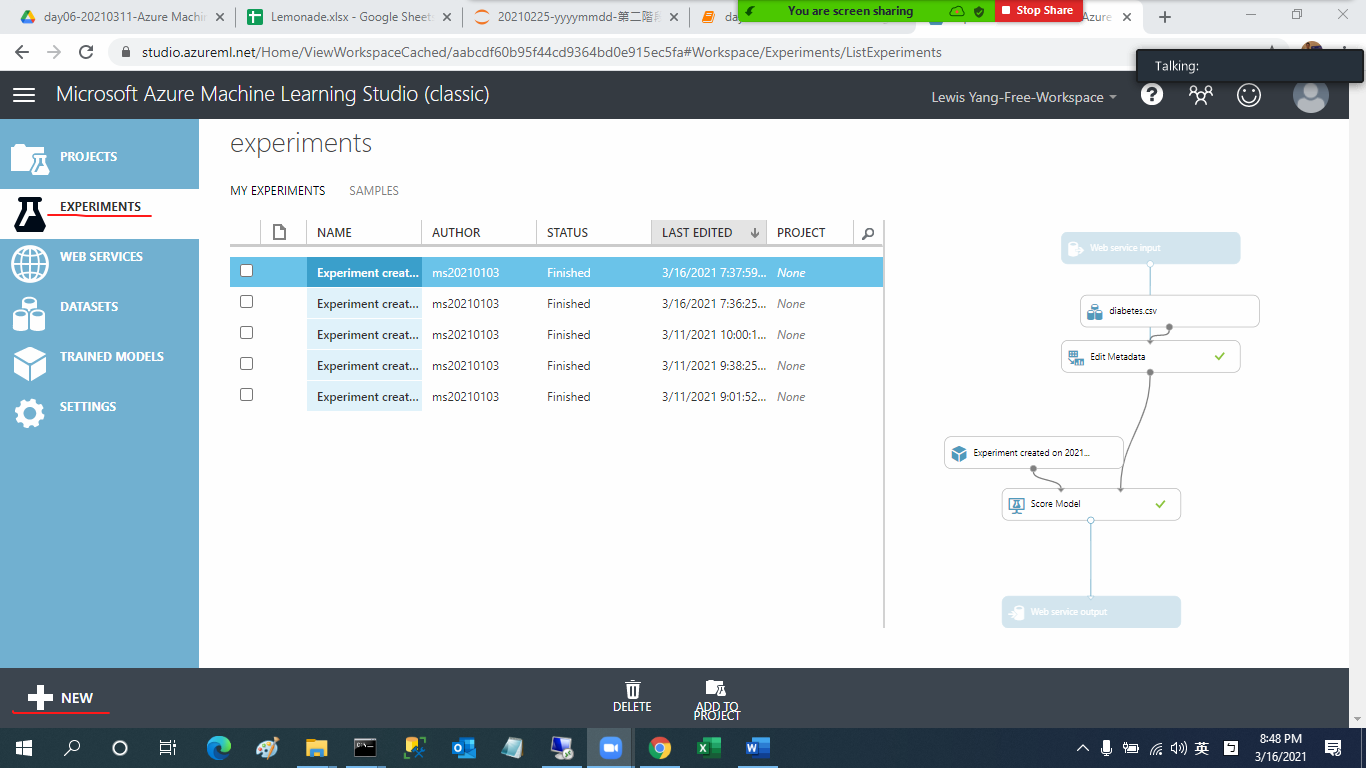 day06-20210311-Azure Machin
Lemonade.xlsx - Google Sheets
20210225-yyyymmdd-第二階段
day
You are screen sharing
Stop Share
Azure
studio.azureml.net/Home/ViewWorkspaceCached/aabcdf60b95f44cd9364bd0e915ec5fa#Workspace/Experiments/ListExperiments
Talking:
Microsoft Azure Machine Learning Studio (classic)
Lewis Yang-Free-Workspace
?
PROJECTS
EXPERIMENTS
WEB SERVICES
DATASETS
TRAINED MODELS
SETTINGS
experiments
MY EXPERIMENTS SAMPLES
NAME AUTHOR STATUS LAST EDITED PROJECT
Experiment creat... ms20210103 Finished 3/16/2021 7:37:59... None
Experiment creat... ms20210103 Finished 3/16/2021 7:36:25... None
Experiment creat... ms20210103 Finished 3/11/2021 10:00:1... None
Experiment creat... ms20210103 Finished 3/11/2021 9:38:25... None
Experiment creat... ms20210103 Finished 3/11/2021 9:01:52... None
Web service input
diabetes.csv
Edit Metadata
Experiment created on 2021...
Score Model
Web service output
NEW
DELETE
ADD TO
PROJECT
英
8:48 PM
3/16/2021